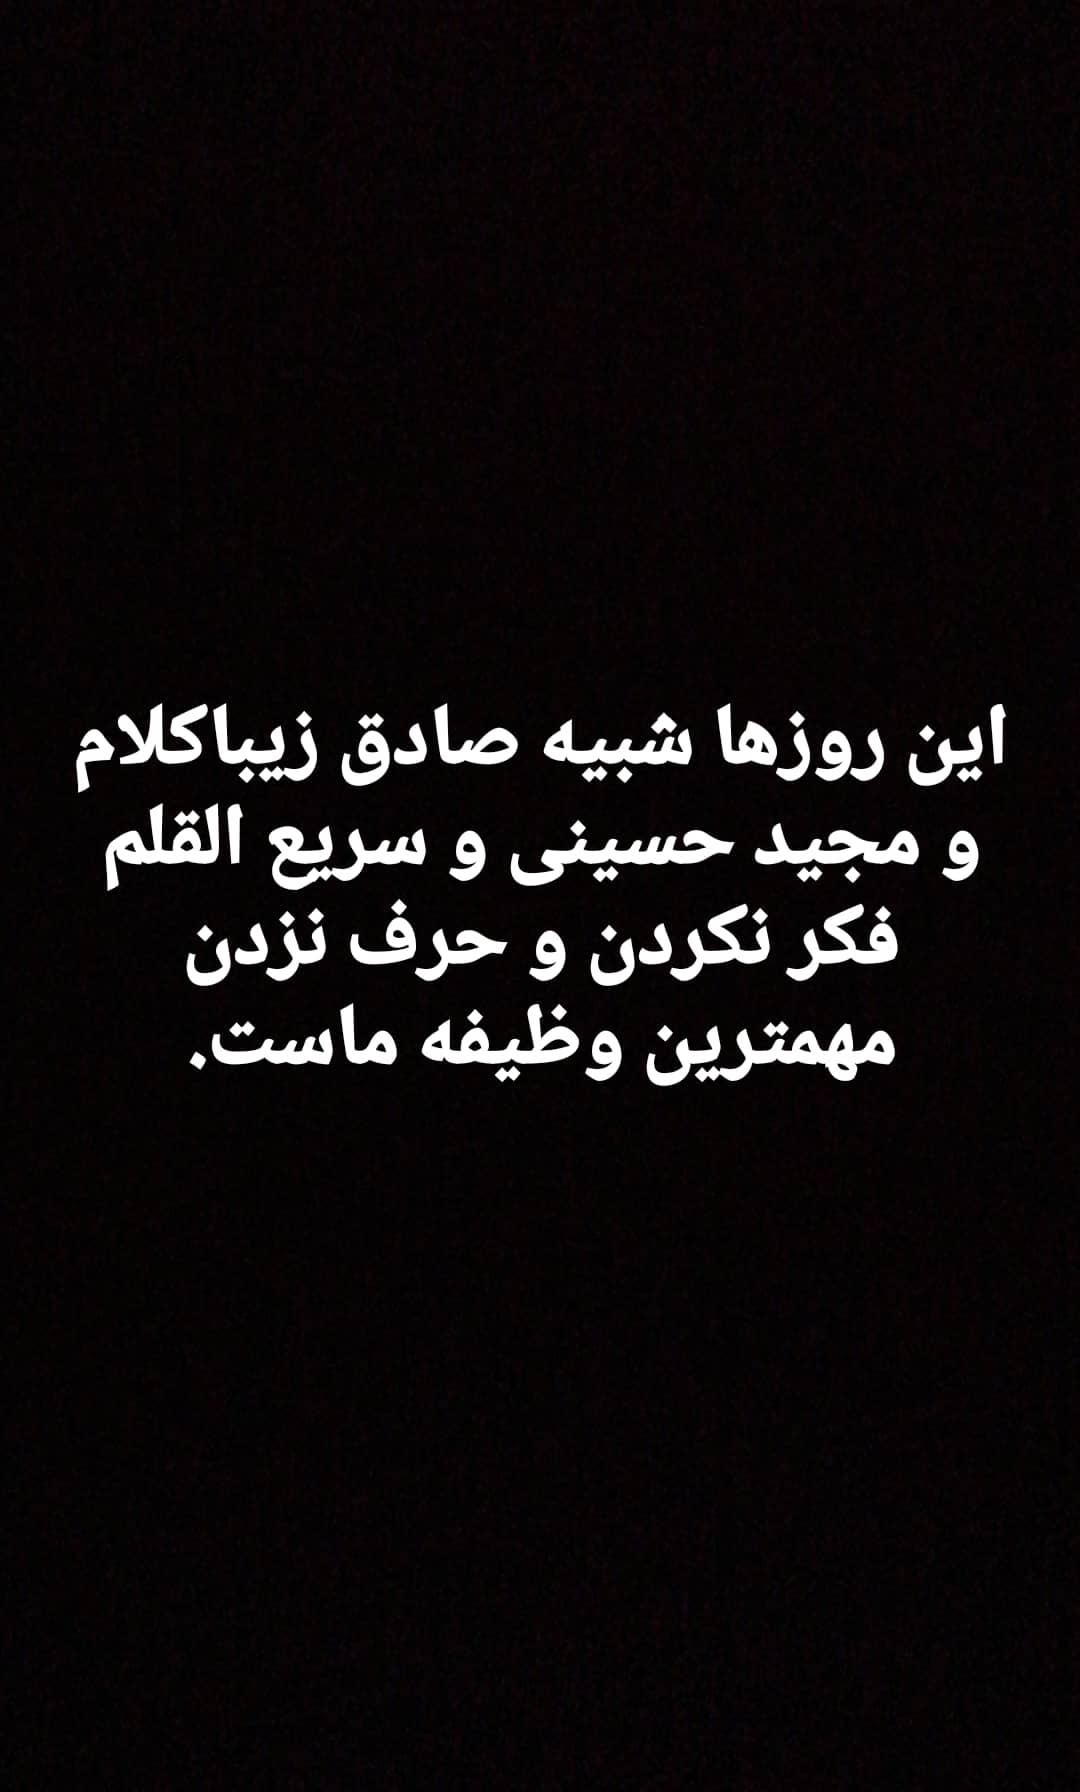 این روزها شبیه صادق زیباکلام
و مجید حسینی و سریع القلم
فکر نکردن و حرف نزدن
مهمترین وظیفه ماست.